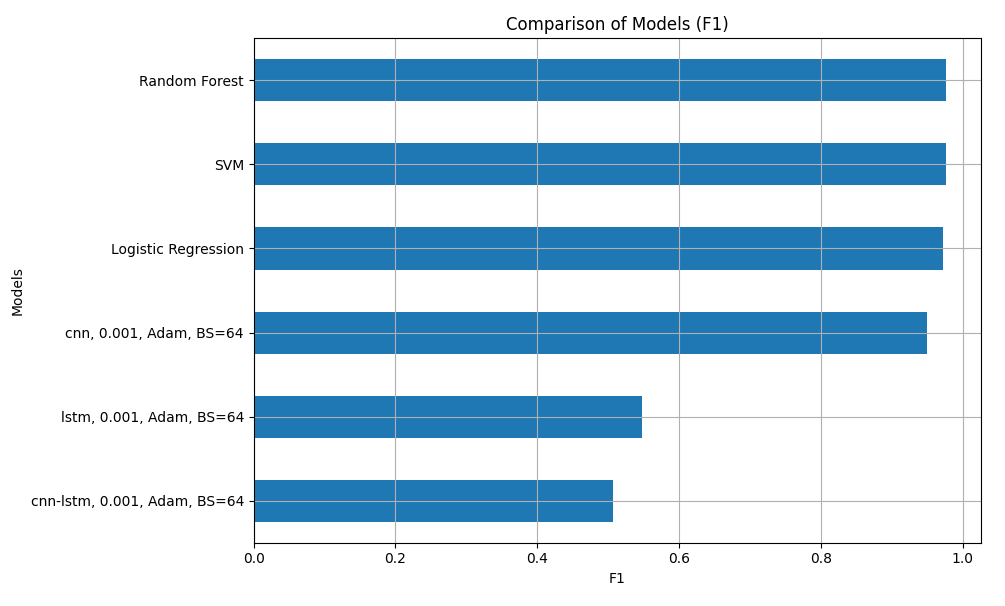 Comparison of Models (F1)
Models
Random Forest
SVM
Logistic Regression
cnn, 0.001, Adam, BS=64
lstm, 0.001, Adam, BS=64
cnn-lstm, 0.001, Adam, BS=64
0.0 0.2 0.4 0.6 0.8 1.0
F1